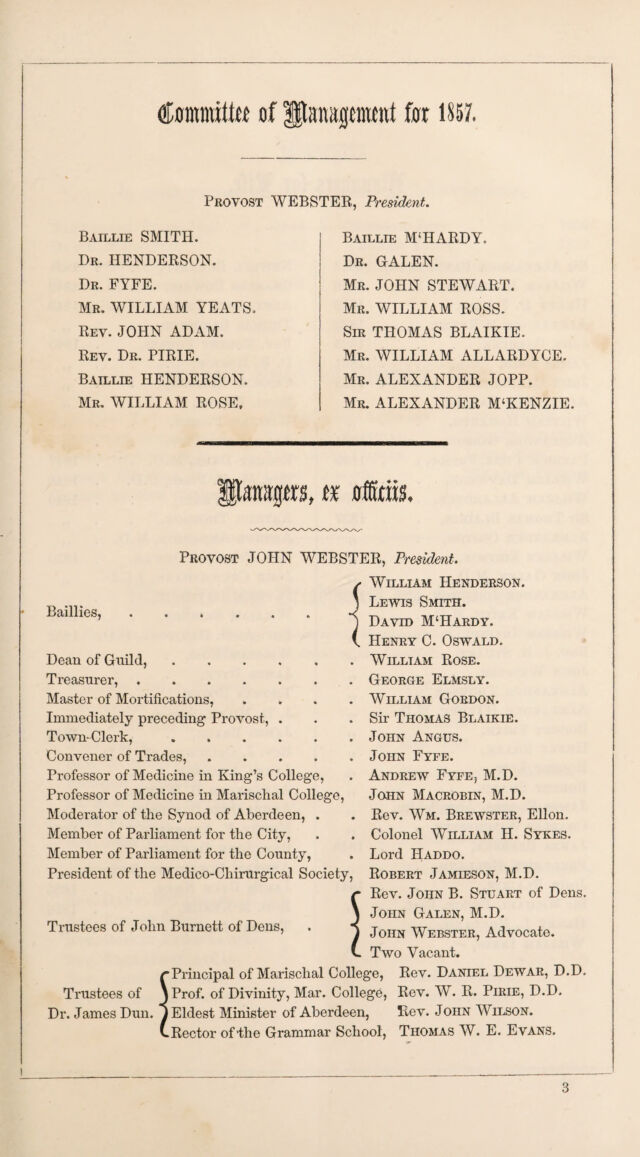 Committee of Management for 1857.
Provost WEBSTER, President.
Baillie SMITH.
Dr. HENDERSON.
Dr. FYFE.
Mr. WILLIAM YEATS.
Rev. JOHN ADAM.
Rev. Dr. PIRIE.
Baillie HENDERSON.
Mr. WILLIAM ROSE.
Baillie M‘HARDY.
Dr. GALEN.
Mr. JOHN STEWART.
Mr. WILLIAM ROSS.
Sir THOMAS BLAIKIE.
Mr. WILLIAM ALLARDYCE.
Mr. ALEXANDER JOPP.
Mr. ALEXANDER M‘KENZIE.
Managers, ex officiis.
Provost JOHN WEBSTER, President.
Baillies, . . . . . . { William Henderson.
Lewis Smith.
David M‘Hardy.
Henry C. Oswald.
Dean of Guild, . . . . . . William Rose.
Treasurer, . . . . . . . George Elmsly.
Master of Mortifications, . . . . William Gordon.
Immediately preceding Provost, . . . Sir Thomas Blaikie.
Town-Clerk, . . . . . . John Angus.
Convener of Trades, . . . . . John Fyfe.
Professor of Medicine in King's College, . Andrew Fyfe, M.D.
Professor of Medicine in Marischal College, John Macrobin, M.D.
Moderator of the Synod of Aberdeen, . . Rev. Wm. Brewster, Ellon.
Member of Parliament for the City, . . Colonel William H. Sykes.
Member of Parliament for the County, . Lord Haddo.
President of the Medico-Chirurgical Society, Robert Jamieson, M.D.
Trustees of John Burnett of Dens, . { Rev. John B. Stuart of Dens.
John Galen, M.D.
John Webster, Advocate.
Two Vacant.
Trustees of Dr. James Dun. { Principal of Marischal College, Rev. Daniel Dewar, D.D.
Prof. of Divinity, Mar. College, Rev. W. R. Pirie, D.D.
Eldest Minister of Aberdeen, Rev. John Wilson.
Rector of the Grammar School, Thomas W. E. Evans.
3